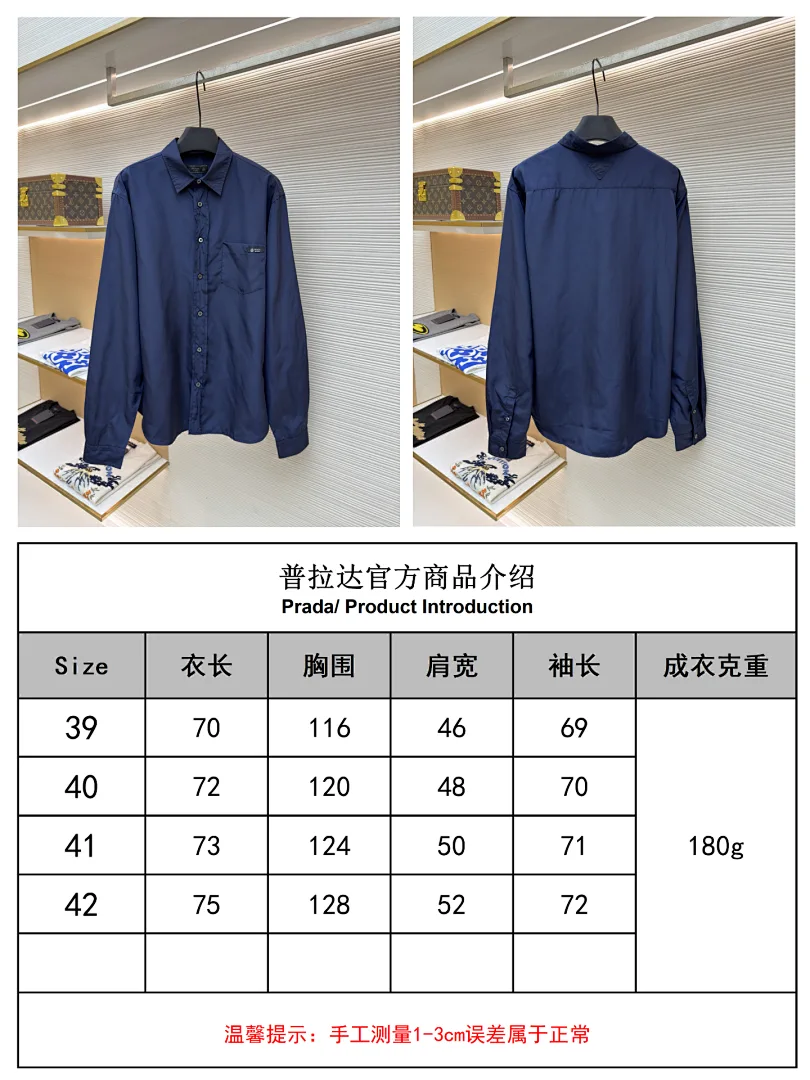 普拉达官方商品介绍
Prada/ Product Introduction
Size 衣长 胸围 肩宽 袖长 成衣克重
39 70 116 46 69
40 72 120 48 70
41 73 124 50 71
180g
42 75 128 52 72
温馨提示：手工测量1-3cm误差属于正常